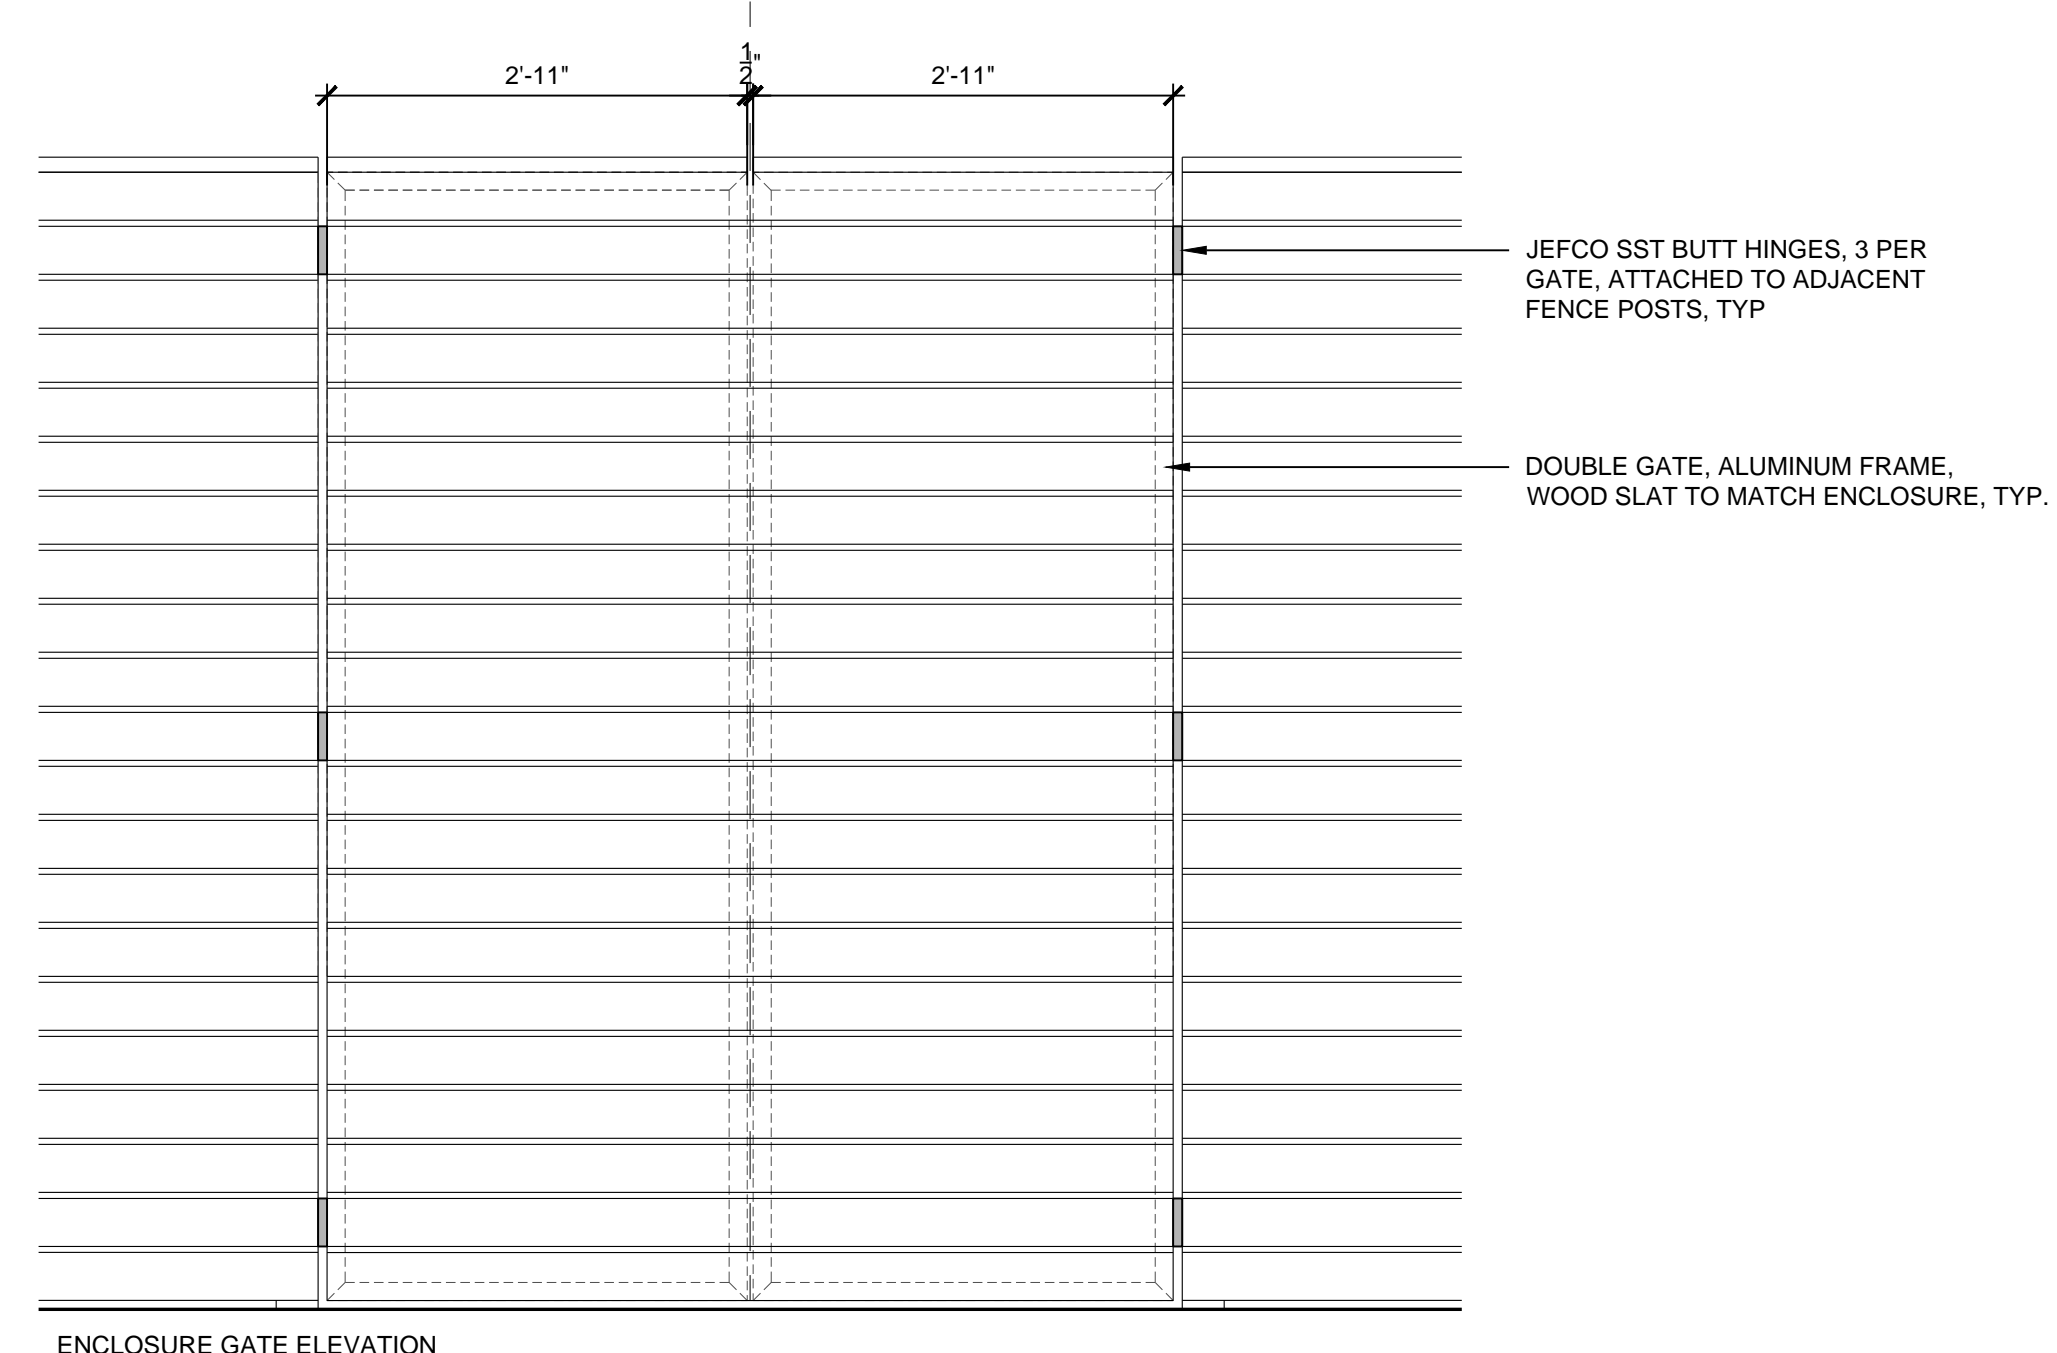 2'-11" 1/2" 2'-11"
JEFCO SST BUTT HINGES, 3 PER
GATE, ATTACHED TO ADJACENT
FENCE POSTS, TYP
DOUBLE GATE, ALUMINUM FRAME,
WOOD SLAT TO MATCH ENCLOSURE, TYP.
ENCLOSURE GATE ELEVATION